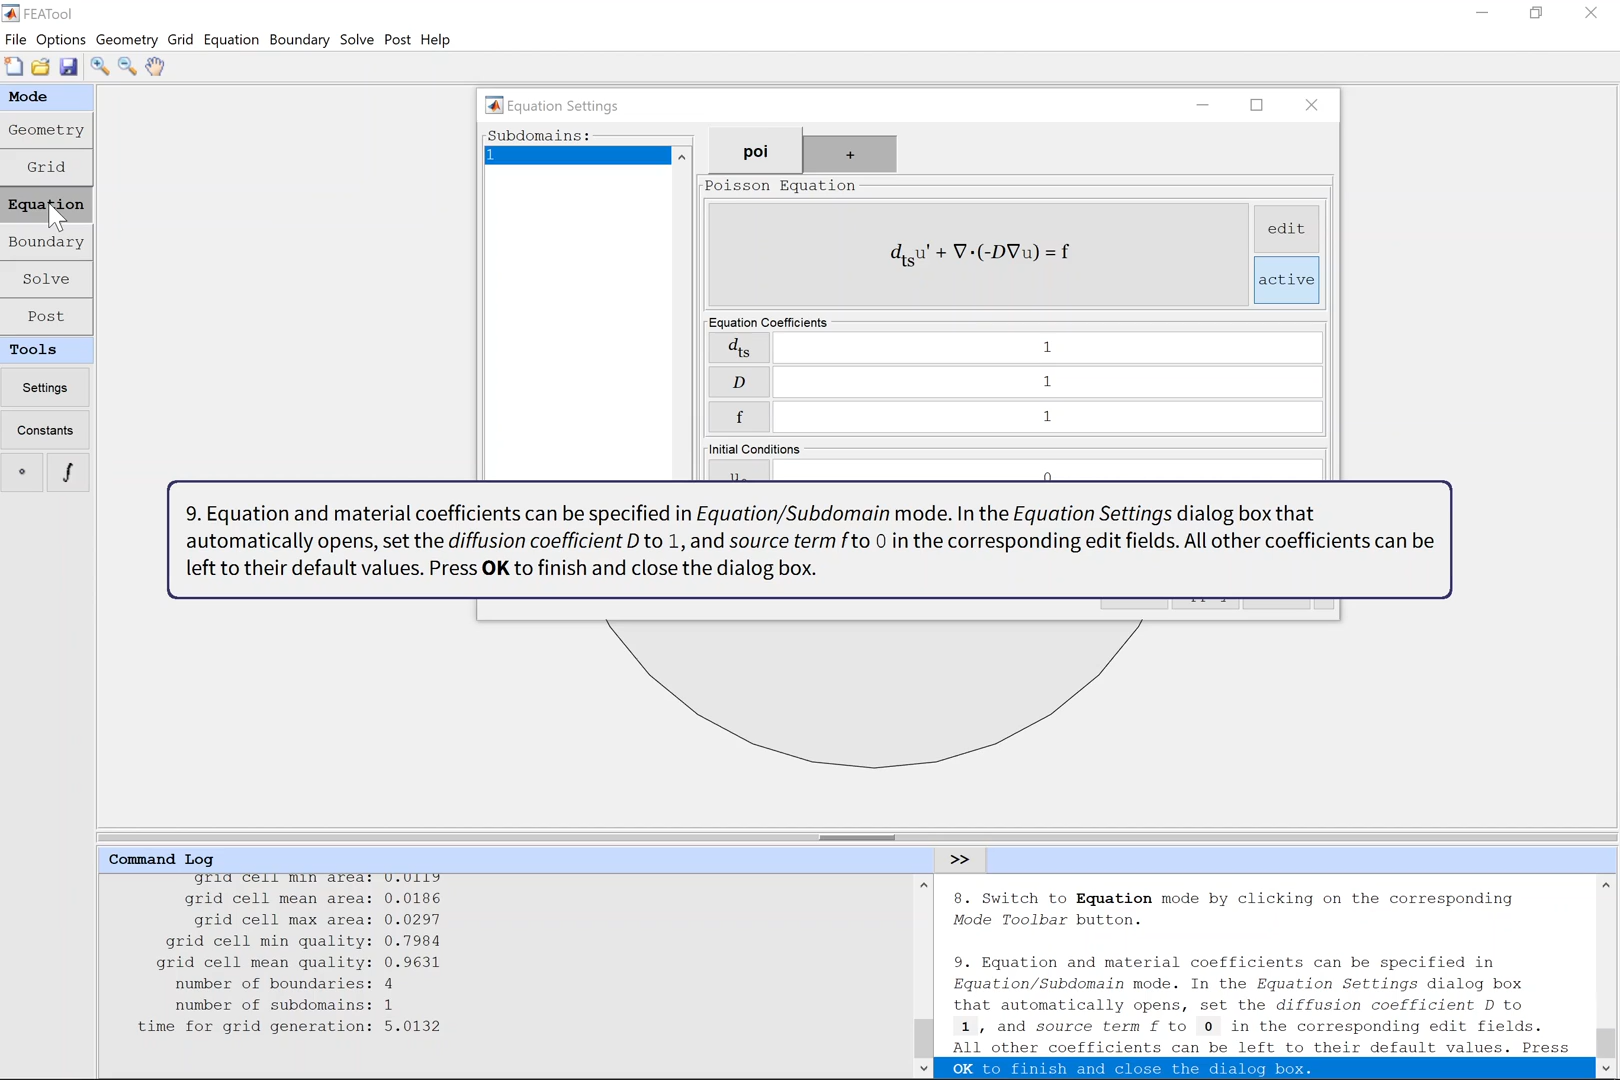 FEATool
File Options Geometry Grid Equation Boundary Solve Post Help
Mode
Geometry
Grid
Equation
Boundary
Solve
Post
Tools
Settings
Constants
∫
Equation Settings
Subdomains:
1
poi
+
Poisson Equation
d_ts u' + ∇·(-D∇u) = f
edit
active
Equation Coefficients
d_ts 1
D 1
f 1
Initial Conditions
0
9. Equation and material coefficients can be specified in Equation/Subdomain mode. In the Equation Settings dialog box that
automatically opens, set the diffusion coefficient D to 1, and source term f to 0 in the corresponding edit fields. All other coefficients can be
left to their default values. Press OK to finish and close the dialog box.
Command Log
grid cell min area: 0.0119
grid cell mean area: 0.0186
grid cell max area: 0.0297
grid cell min quality: 0.7984
grid cell mean quality: 0.9631
number of boundaries: 4
number of subdomains: 1
time for grid generation: 5.0132
>>
8. Switch to Equation mode by clicking on the corresponding
Mode Toolbar button.
9. Equation and material coefficients can be specified in
Equation/Subdomain mode. In the Equation Settings dialog box
that automatically opens, set the diffusion coefficient D to
1 , and source term f to 0 in the corresponding edit fields.
All other coefficients can be left to their default values. Press
OK to finish and close the dialog box.